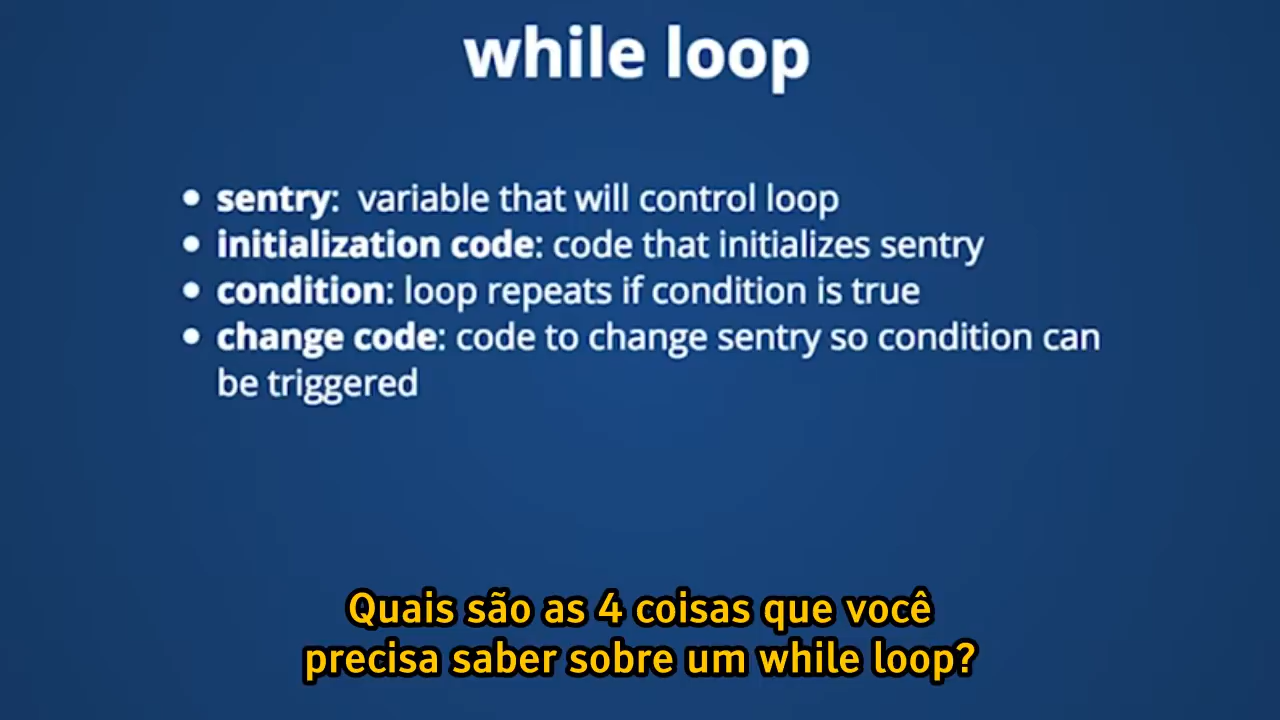 while loop
• sentry: variable that will control loop
• initialization code: code that initializes sentry
• condition: loop repeats if condition is true
• change code: code to change sentry so condition can
be triggered
Quais são as 4 coisas que você
precisa saber sobre um while loop?